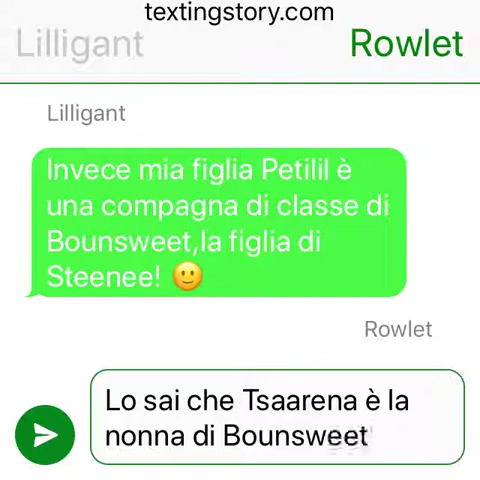 textingstory.com
Lilligant Rowlet
Lilligant
Invece mia figlia Petilil è
una compagna di classe di
Bounsweet,la figlia di
Steenee! 🙂
Rowlet
Lo sai che Tsaarena è la
nonna di Bounsweet